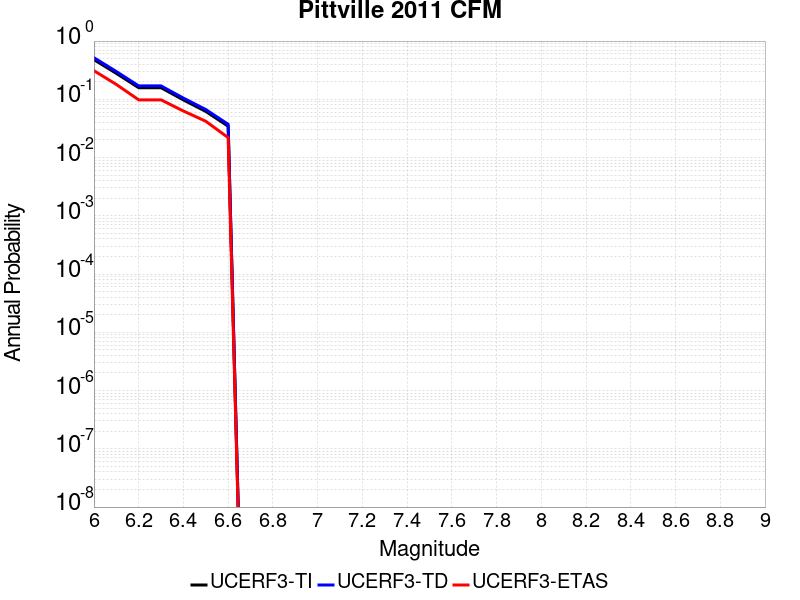 Pittville 2011 CFM
10^0
10^-1
10^-2
10^-3
10^-4
10^-5
10^-6
10^-7
10^-8
Annual Probability
6 6.2 6.4 6.6 6.8 7 7.2 7.4 7.6 7.8 8 8.2 8.4 8.6 8.8 9
Magnitude
UCERF3-TI UCERF3-TD UCERF3-ETAS